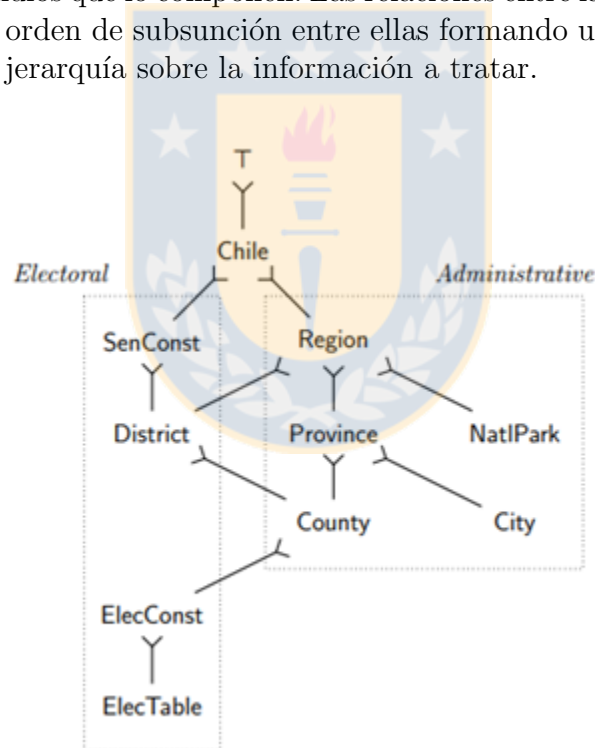 orden de subsunción entre ellas formando u
jerarquía sobre la información a tratar.
⊤
Chile
Electoral
Administrative
SenConst
Region
District
Province
NatlPark
County
City
ElecConst
ElecTable